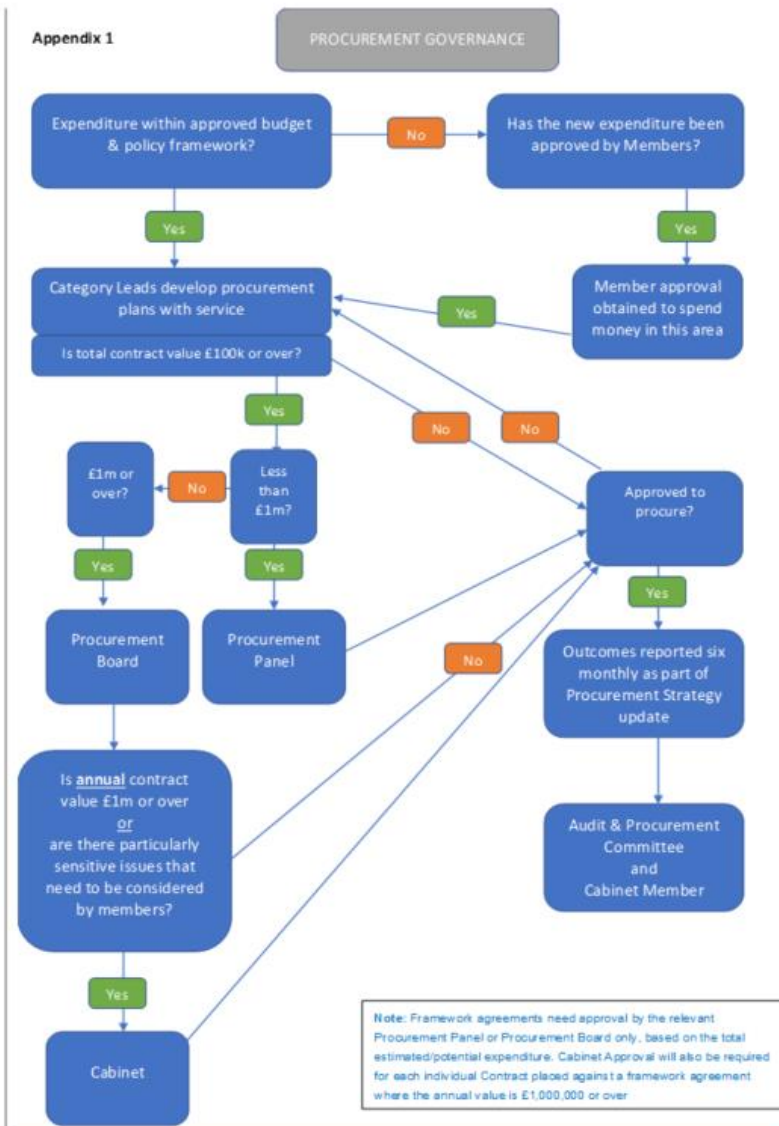 Appendix 1
PROCUREMENT GOVERNANCE
Expenditure within approved budget
& policy framework?
No
Has the new expenditure been
approved by Members?
Yes
Yes
Category Leads develop procurement
plans with service
Yes
Member approval
obtained to spend
money in this area
Is total contract value £100k or over?
Yes
No
No
£1m or
over?
No
Less
than
£1m?
Approved to
procure?
Yes
Yes
Yes
Procurement
Board
Procurement
Panel
No
Outcomes reported six
monthly as part of
Procurement Strategy
update
Is annual contract
value £1m or over
or
are there particularly
sensitive issues that
need to be considered
by members?
Audit & Procurement
Committee
and
Cabinet Member
Yes
Cabinet
Note: Framework agreements need approval by the relevant
Procurement Panel or Procurement Board only, based on the total
estimated/potential expenditure. Cabinet Approval will also be required
for each individual Contract placed against a framework agreement
where the annual value is £1,000,000 or over